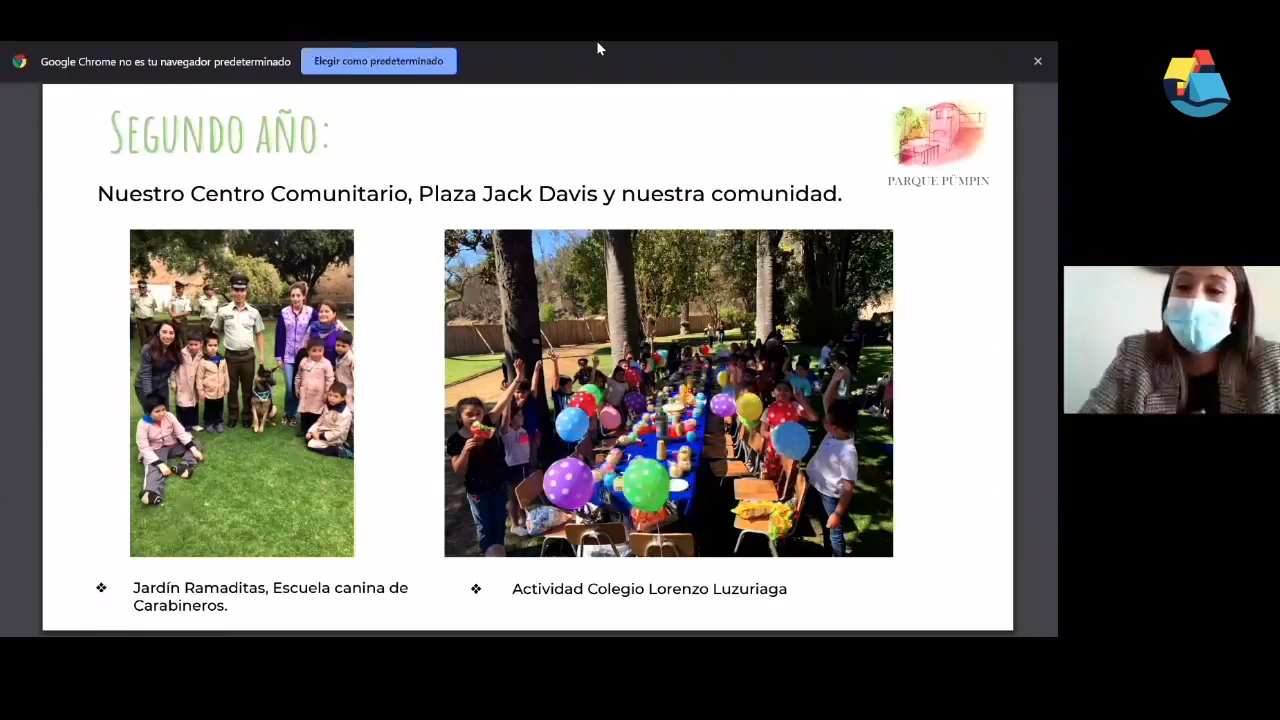 Google Chrome no es tu navegador predeterminado
Elegir como predeterminado
Segundo año:
PARQUE PÜMPIN
Nuestro Centro Comunitario, Plaza Jack Davis y nuestra comunidad.
❖ Jardín Ramaditas, Escuela canina de
Carabineros.
❖ Actividad Colegio Lorenzo Luzuriaga